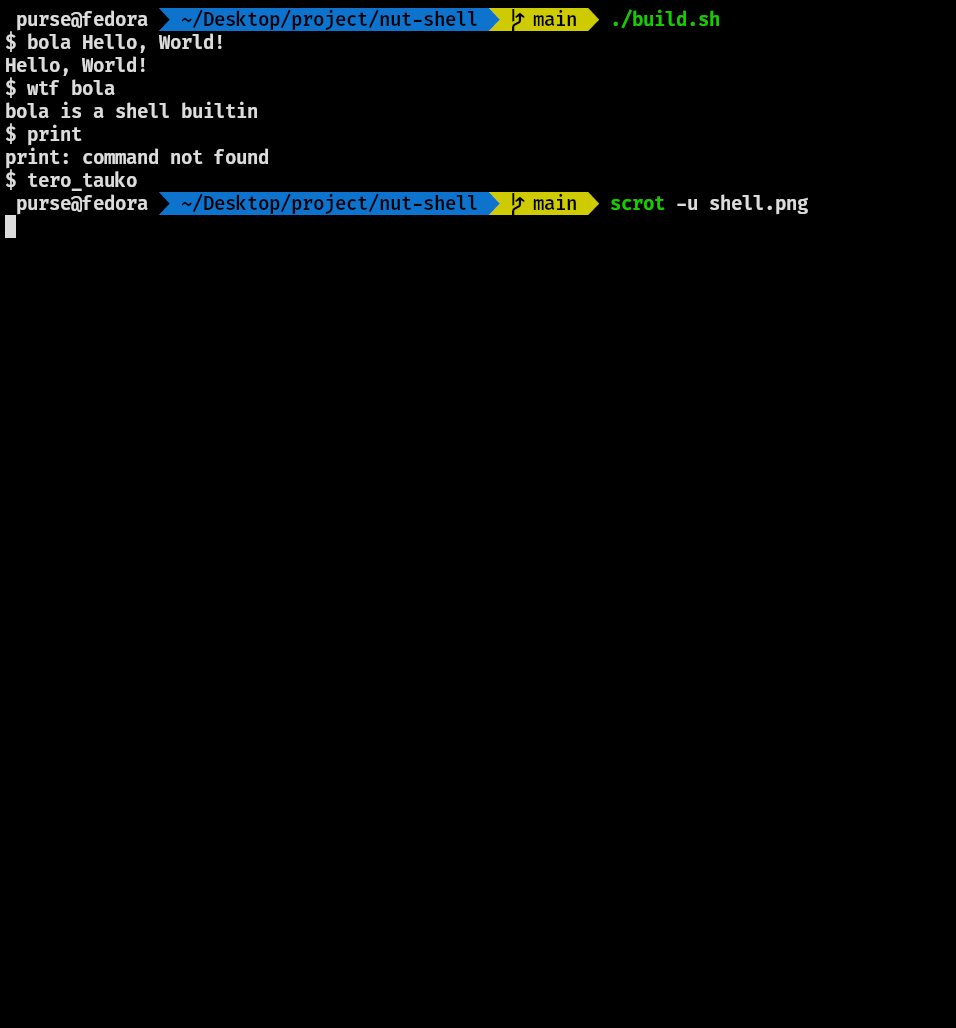 purse@fedora ~/Desktop/project/nut-shell main ./build.sh
$ bola Hello, World!
Hello, World!
$ wtf bola
bola is a shell builtin
$ print
print: command not found
$ tero_tauko
purse@fedora ~/Desktop/project/nut-shell main scrot -u shell.png